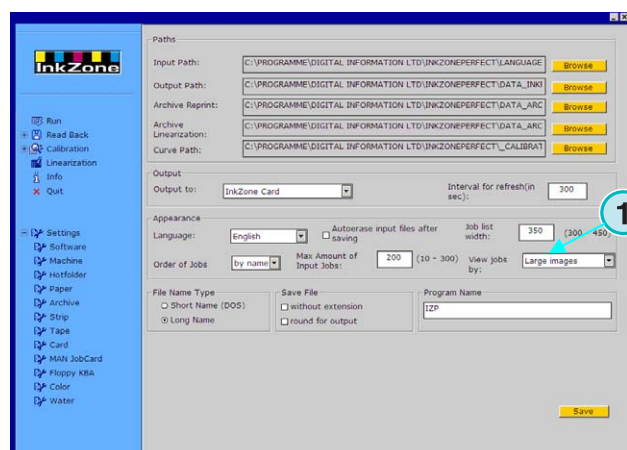 InkZone
Run
Read Back
Calibration
Linearization
Info
Quit
Settings
Software
Machine
Hotfolder
Paper
Archive
Strip
Tape
Card
MAN JobCard
Floppy KBA
Color
Water
Paths
Input Path: C:\PROGRAMME\DIGITAL INFORMATION LTD\INKZONEPERFECT\LANGUAGE Browse
Output Path: C:\PROGRAMME\DIGITAL INFORMATION LTD\INKZONEPERFECT\DATA_INK Browse
Archive Reprint: C:\PROGRAMME\DIGITAL INFORMATION LTD\INKZONEPERFECT\DATA_ARC Browse
Archive
Linearization: C:\PROGRAMME\DIGITAL INFORMATION LTD\INKZONEPERFECT\DATA_ARC Browse
Curve Path: C:\PROGRAMME\DIGITAL INFORMATION LTD\INKZONEPERFECT\_CALIBRAT Browse
Output
Output to: InkZone Card Interval for refresh(in
sec): 300
Appearance
Language: English Autoerase input files after
saving
Job list
width: 350 (300 - 450)
1
Order of Jobs by name Max Amount of
Input Jobs: 200 (10 - 300) View jobs
by: Large images
File Name Type
Short Name (DOS)
Long Name
Save File
without extension
round for output
Program Name
IZP
Save